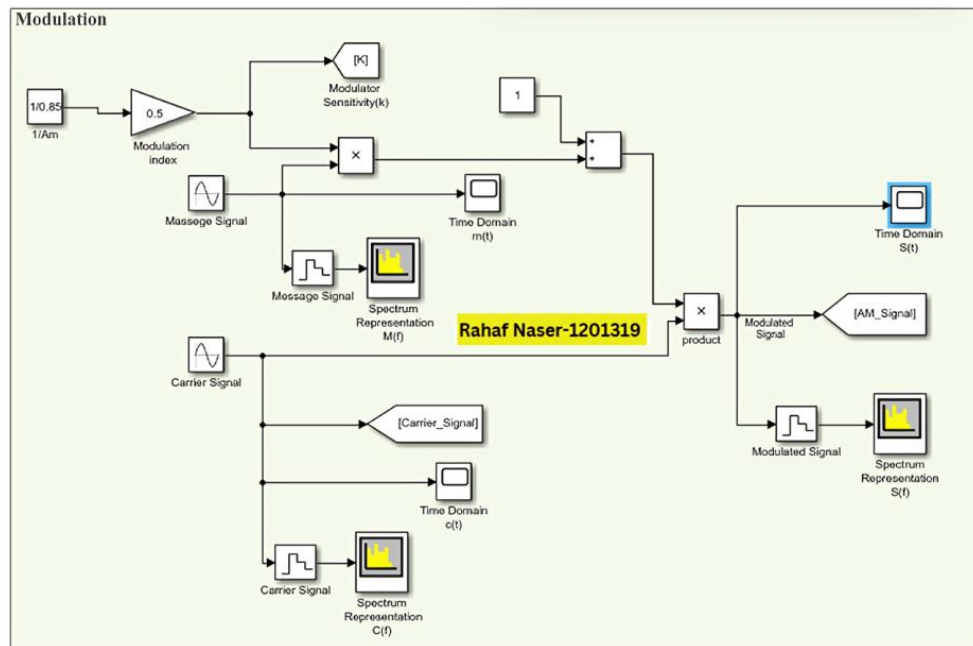 Modulation
[K]
Modulator
Sensitivity(k)
1/0.85
1/Am
0.5
Modulation
index
1
×
+
+
Massege Signal
Time Domain
m(t)
Message Signal
Spectrum
Representation
M(f)
Time Domain
S(t)
Rahaf Naser-1201319
×
product
Modulated
Signal
[AM_Signal]
Carrier Signal
[Carrier_Signal]
Modulated Signal
Spectrum
Representation
S(f)
Time Domain
c(t)
Carrier Signal
Spectrum
Representation
C(f)